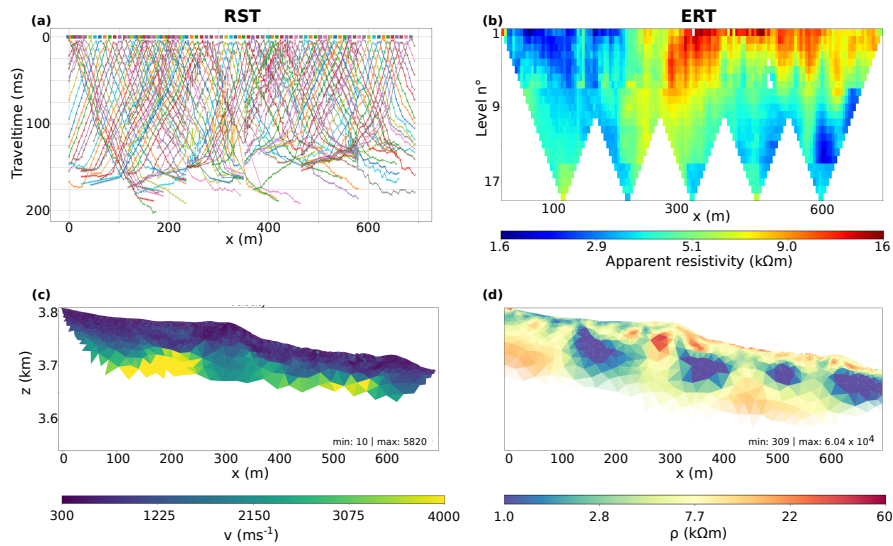 RST
ERT
(a)
(b)
0
50
100
150
200
Traveltime (ms)
0
200
400
600
x (m)
1
9
17
Level n°
100
300
600
x (m)
1.6
2.9
5.1
9.0
16
Apparent resistivity (kΩm)
(c)
(d)
3.8
3.7
3.6
z (km)
min: 10 | max: 5820
min: 309 | max: 6.04 x 10⁴
0 100 200 300 400 500 600
x (m)
0 100 200 300 400 500 600
x (m)
300
1225
2150
3075
4000
v (ms⁻¹)
1.0
2.8
7.7
22
60
ρ (kΩm)